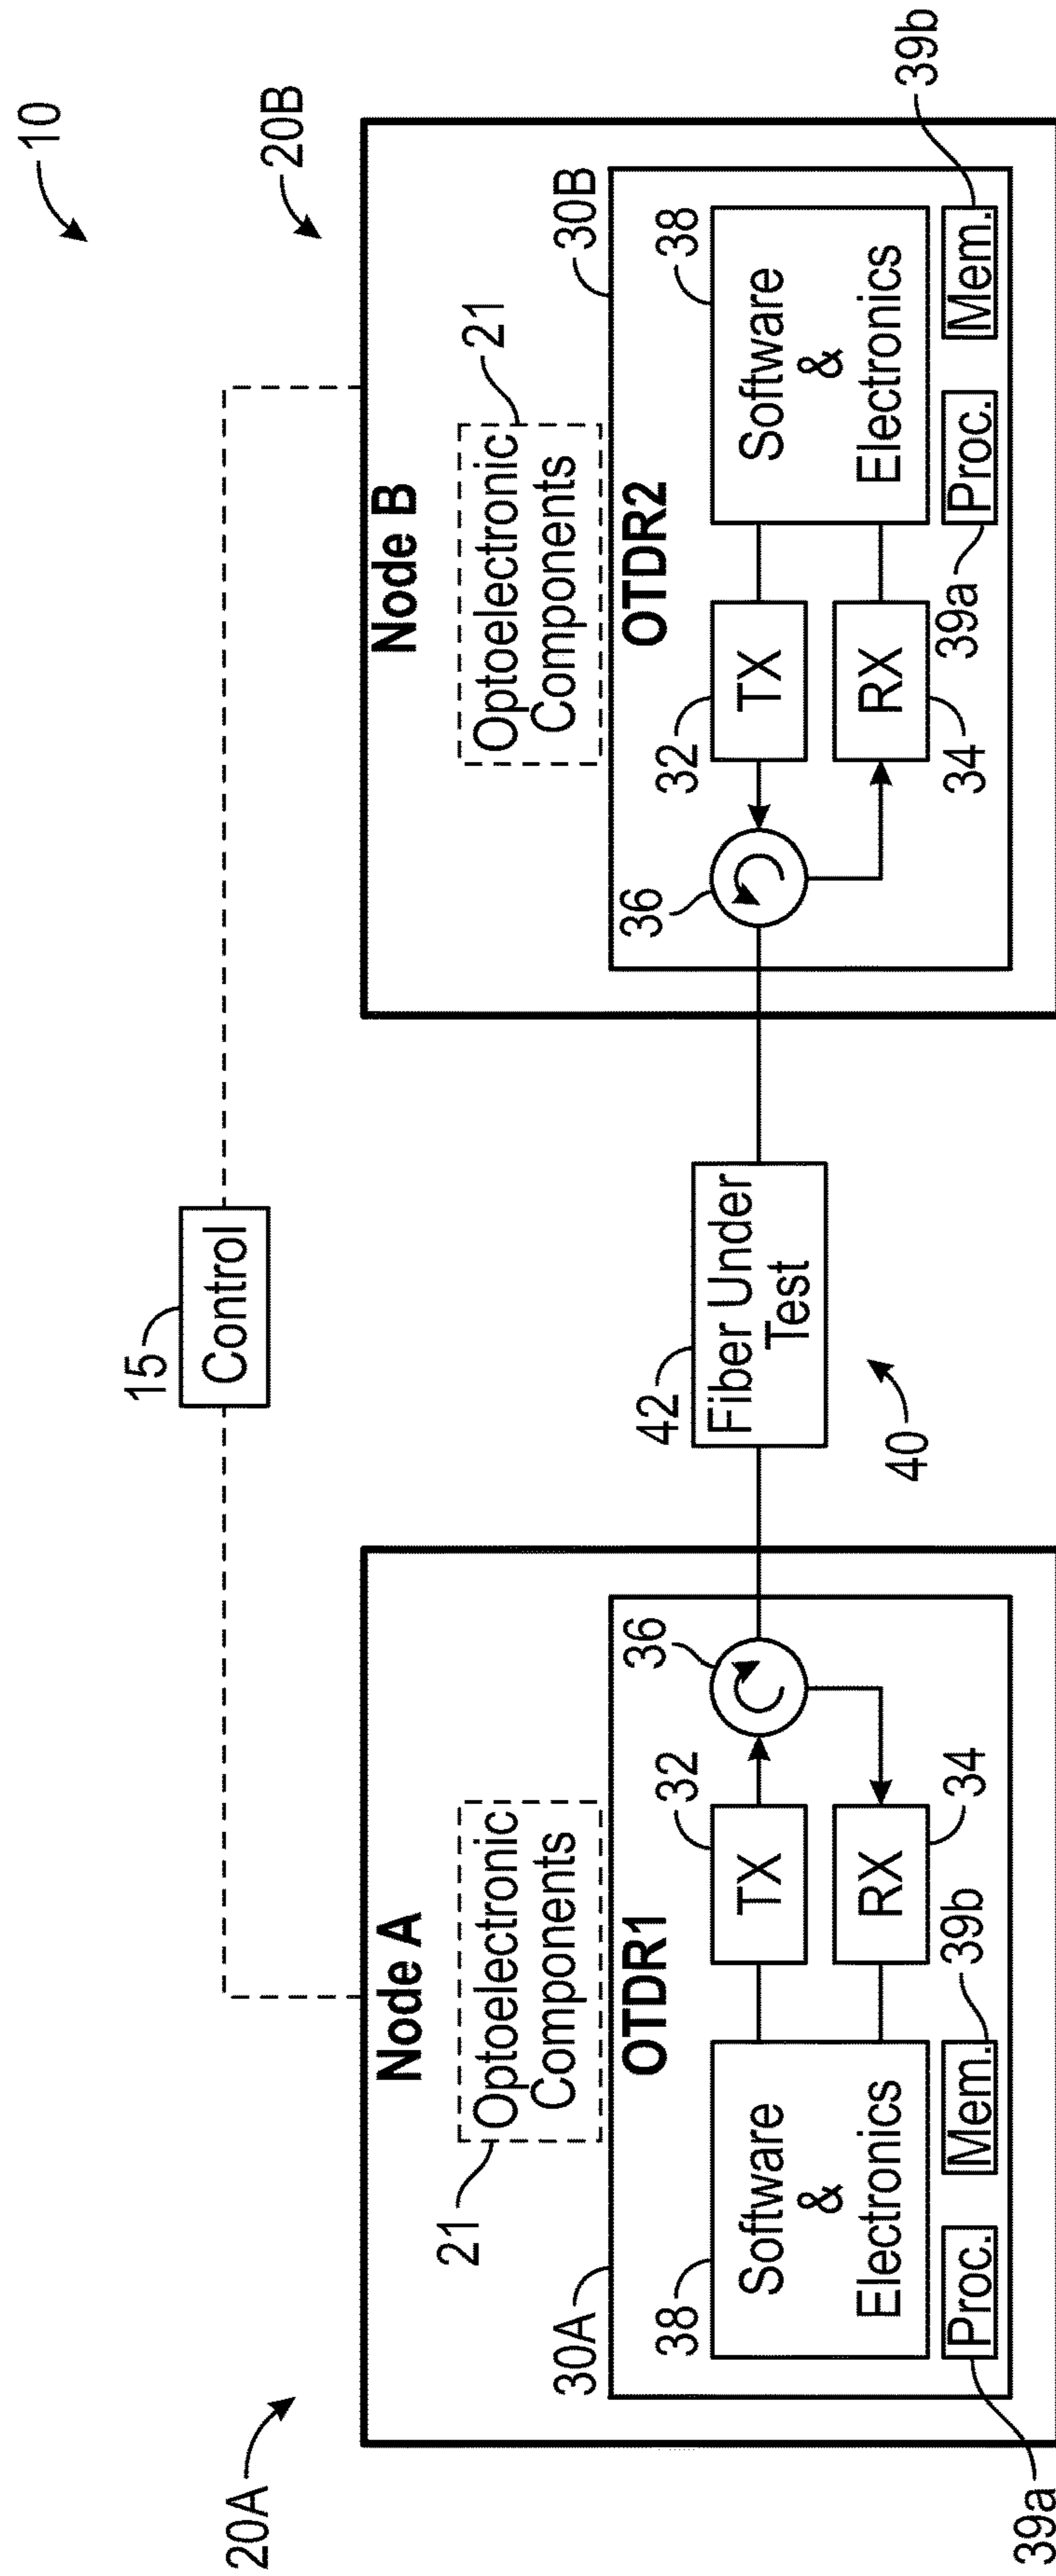 10
15
Control
20A
20B
Node A
Node B
21
Optoelectronic
Components
Optoelectronic
Components
21
30A
OTDR1
OTDR2
30B
38
Software
&
Electronics
32
TX
RX
34
36
42
Fiber Under
Test
40
36
32
TX
RX
34
38
Software
&
Electronics
39a
Proc.
Mem.
39b
39a
Proc.
Mem.
39b